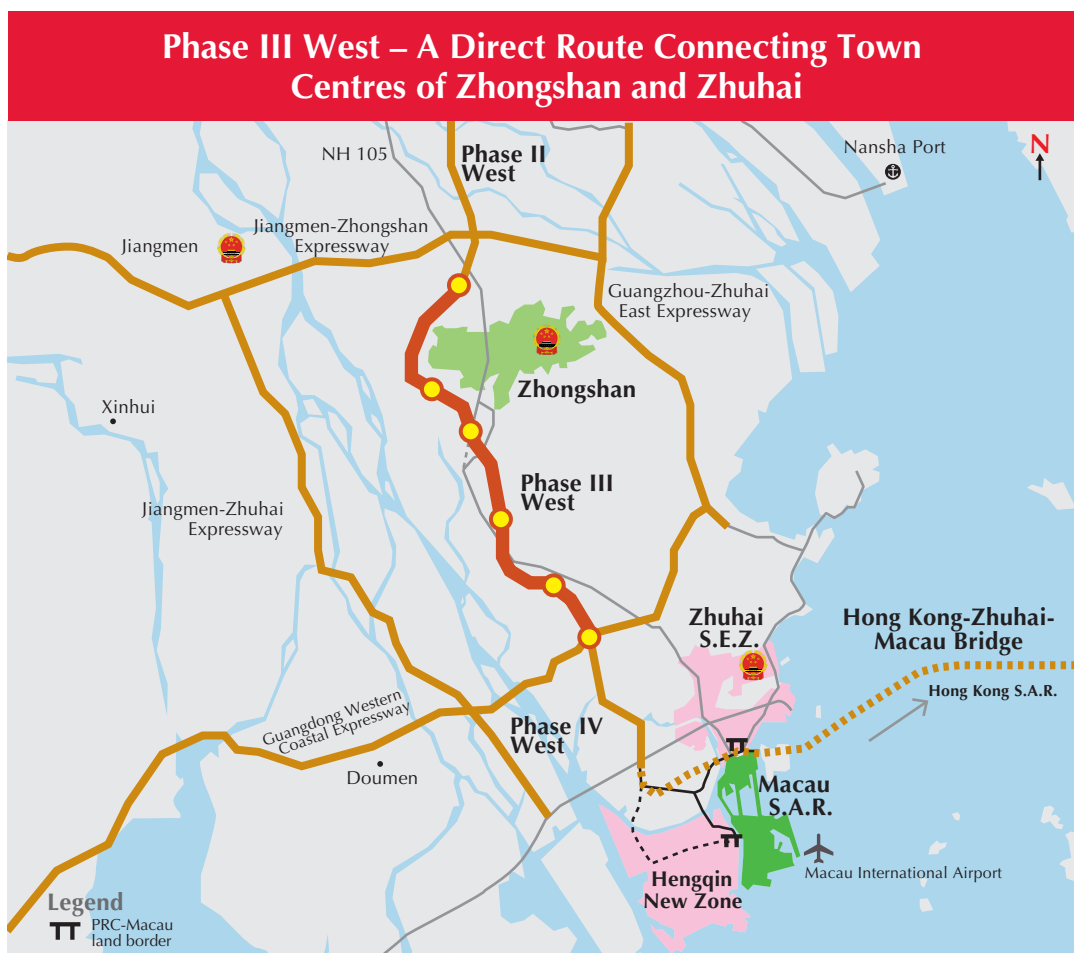 Phase III West – A Direct Route Connecting Town
Centres of Zhongshan and Zhuhai
NH 105
Phase II
West
Nansha Port
N
Jiangmen
Jiangmen-Zhongshan
Expressway
Guangzhou-Zhuhai
East Expressway
Zhongshan
Xinhui
Phase III
West
Jiangmen-Zhuhai
Expressway
Zhuhai
S.E.Z.
Hong Kong-Zhuhai-
Macau Bridge
Hong Kong S.A.R.
Guangdong Western
Coastal Expressway
Phase IV
West
Doumen
Macau
S.A.R.
Macau International Airport
Hengqin
New Zone
Legend
PRC-Macau
land border